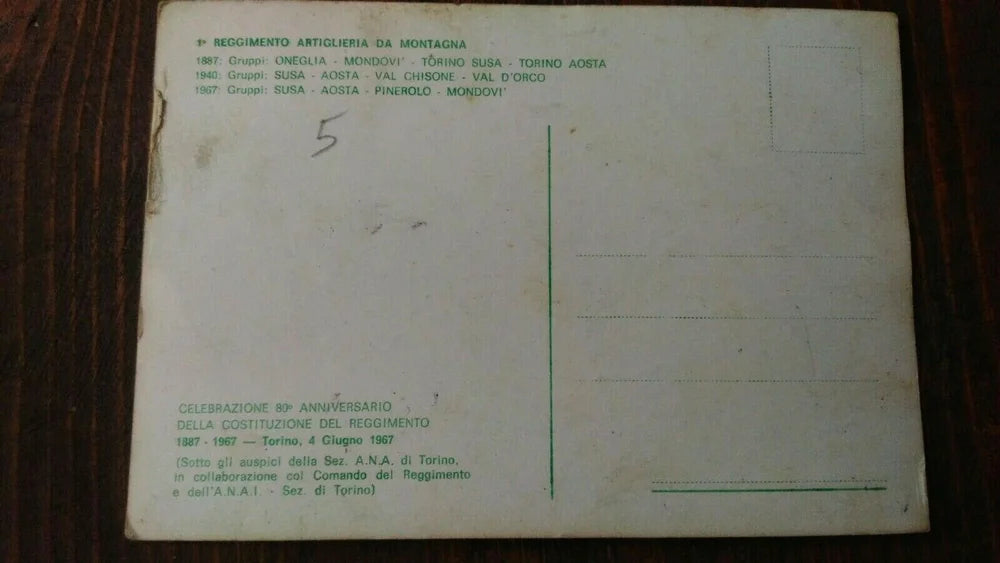 1° REGGIMENTO ARTIGLIERIA DA MONTAGNA
1887: Gruppi: ONEGLIA - MONDOVI' - TORINO SUSA - TORINO AOSTA
1940: Gruppi: SUSA - AOSTA - VAL CHISONE - VAL D'ORCO
1967: Gruppi: SUSA - AOSTA - PINEROLO - MONDOVI'
5
CELEBRAZIONE 80° ANNIVERSARIO
DELLA COSTITUZIONE DEL REGGIMENTO
1887 - 1967 — Torino, 4 Giugno 1967
(Sotto gli auspici della Sez. A.N.A. di Torino,
in collaborazione col Comando del Reggimento
e dell'A.N.A.I. - Sez. di Torino)